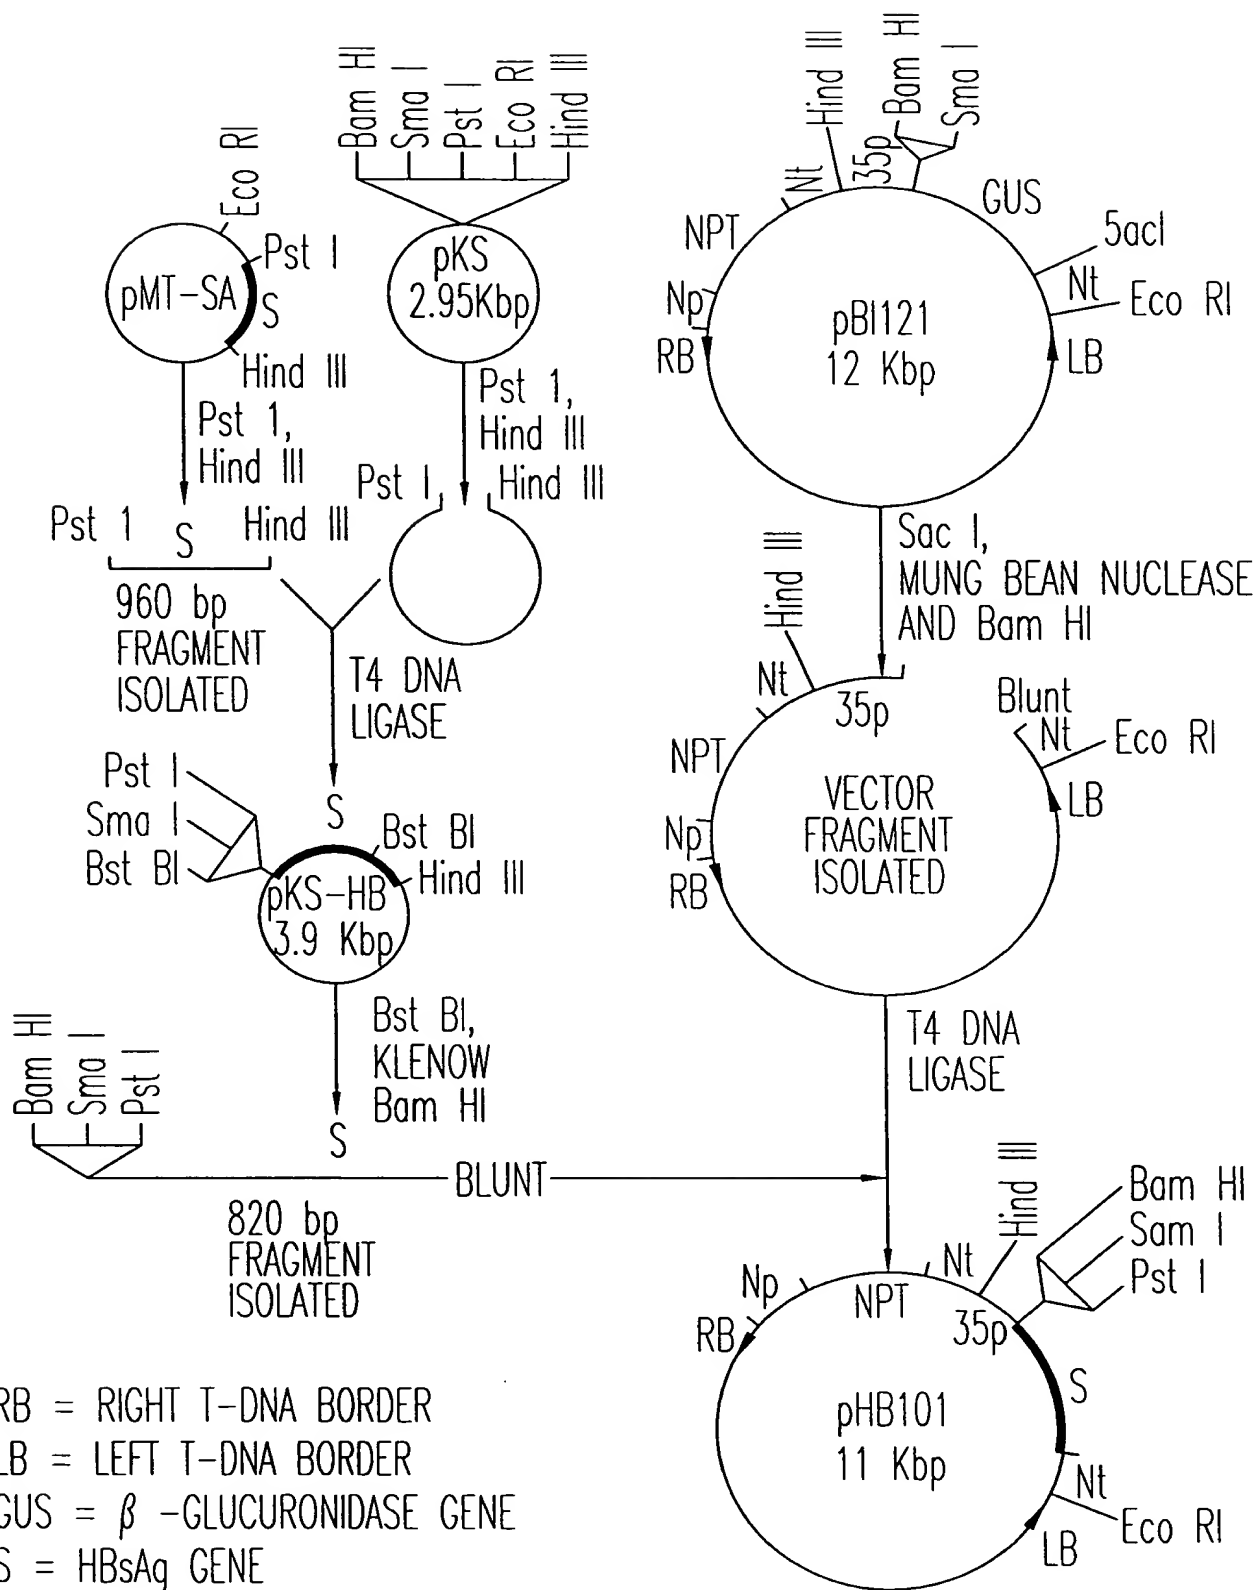 Eco RI
Pst I
pMT-SA
S
Hind III
Pst 1,
Hind III
Pst 1
S
Hind III
960 bp
FRAGMENT
ISOLATED
Bam HI
Sma I
Pst I
Eco RI
Hind III
pKS
2.95Kbp
Pst 1,
Hind III
Pst I
Hind III
T4 DNA
LIGASE
S
Pst I
Sma I
Bst BI
Bst BI
Hind III
pKS-HB
3.9 Kbp
Bst BI,
KLENOW
Bam HI
S
Bam HI
Sma I
Pst I
BLUNT
820 bp
FRAGMENT
ISOLATED
Hind III
35p
Bam HI
Sma I
Nt
GUS
NPT
5acI
Np
Nt
Eco RI
RB
LB
pBI121
12 Kbp
Sac I,
MUNG BEAN NUCLEASE
AND Bam HI
Hind III
Nt
35p
Blunt
Nt
Eco RI
NPT
LB
Np
RB
VECTOR
FRAGMENT
ISOLATED
T4 DNA
LIGASE
Hind III
Bam HI
Sam I
Pst I
Np
NPT
Nt
35p
RB
S
pHB101
11 Kbp
Nt
Eco RI
LB
RB = RIGHT T-DNA BORDER
LB = LEFT T-DNA BORDER
GUS = β -GLUCURONIDASE GENE
S = HBsAg GENE